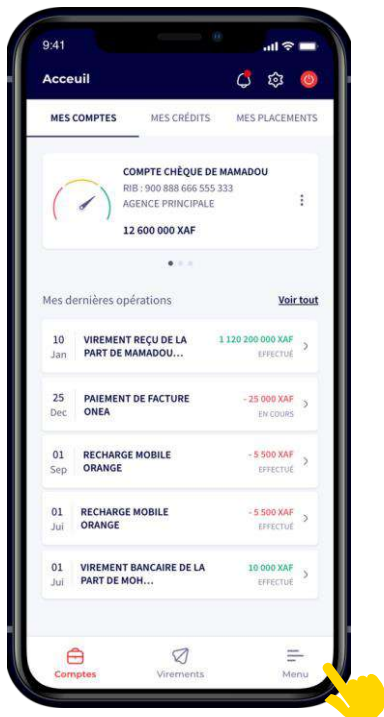 9:41
Acceuil
MES COMPTES MES CRÉDITS MES PLACEMENTS
COMPTE CHÈQUE DE MAMADOU
RIB : 900 888 666 555 333
AGENCE PRINCIPALE
12 600 000 XAF
Mes dernières opérations Voir tout
10 VIREMENT REÇU DE LA 1 120 200 000 XAF
Jan PART DE MAMADOU... EFFECTUÉ
25 PAIEMENT DE FACTURE - 25 000 XAF
Dec ONEA EN COURS
01 RECHARGE MOBILE - 5 500 XAF
Sep ORANGE EFFECTUÉ
01 RECHARGE MOBILE - 5 500 XAF
Jui ORANGE EFFECTUÉ
01 VIREMENT BANCAIRE DE LA 10 000 XAF
Jui PART DE MOH... EFFECTUÉ
Comptes Virements Menu